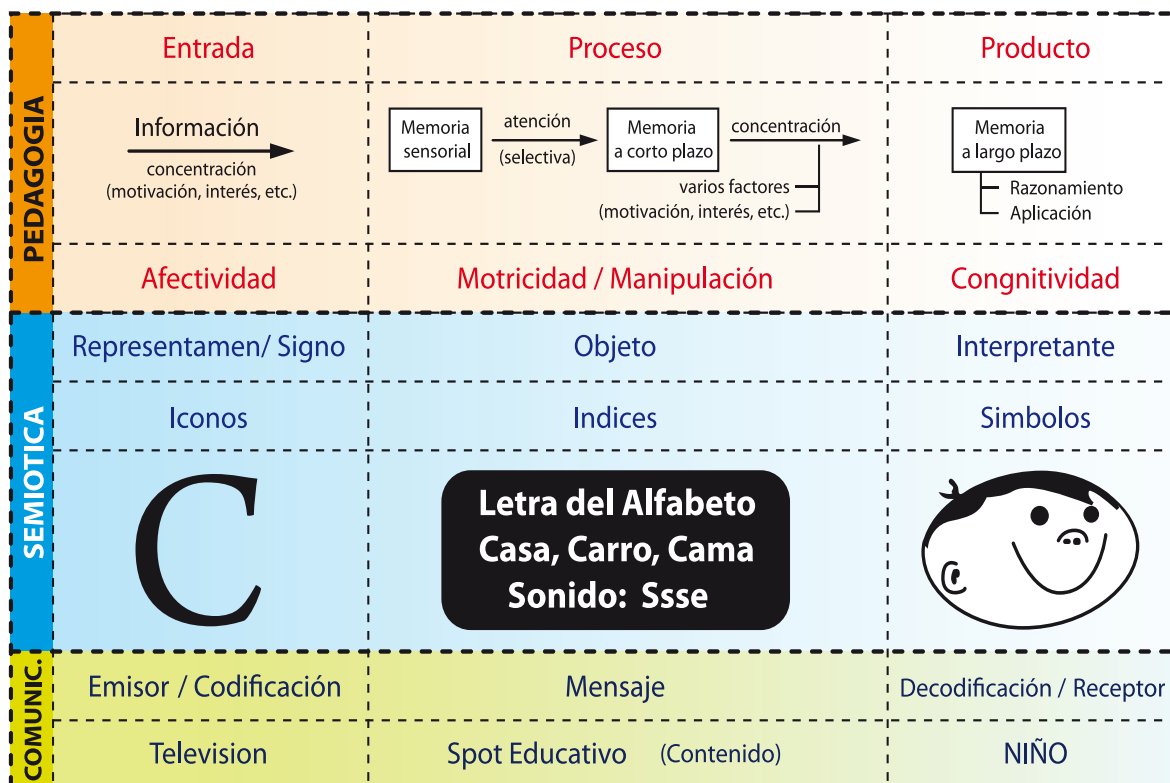 PEDAGOGIA
Entrada
Proceso
Producto
Información
concentración
(motivación, interés, etc.)
Memoria
sensorial
atención
(selectiva)
Memoria
a corto plazo
concentración
varios factores
(motivación, interés, etc.)
Memoria
a largo plazo
Razonamiento
Aplicación
Afectividad
Motricidad / Manipulación
Congnitividad
SEMIOTICA
Representamen/ Signo
Objeto
Interpretante
Iconos
Indices
Simbolos
C
Letra del Alfabeto
Casa, Carro, Cama
Sonido: Ssse
COMUNIC.
Emisor / Codificación
Mensaje
Decodificación / Receptor
Television
Spot Educativo (Contenido)
NIÑO